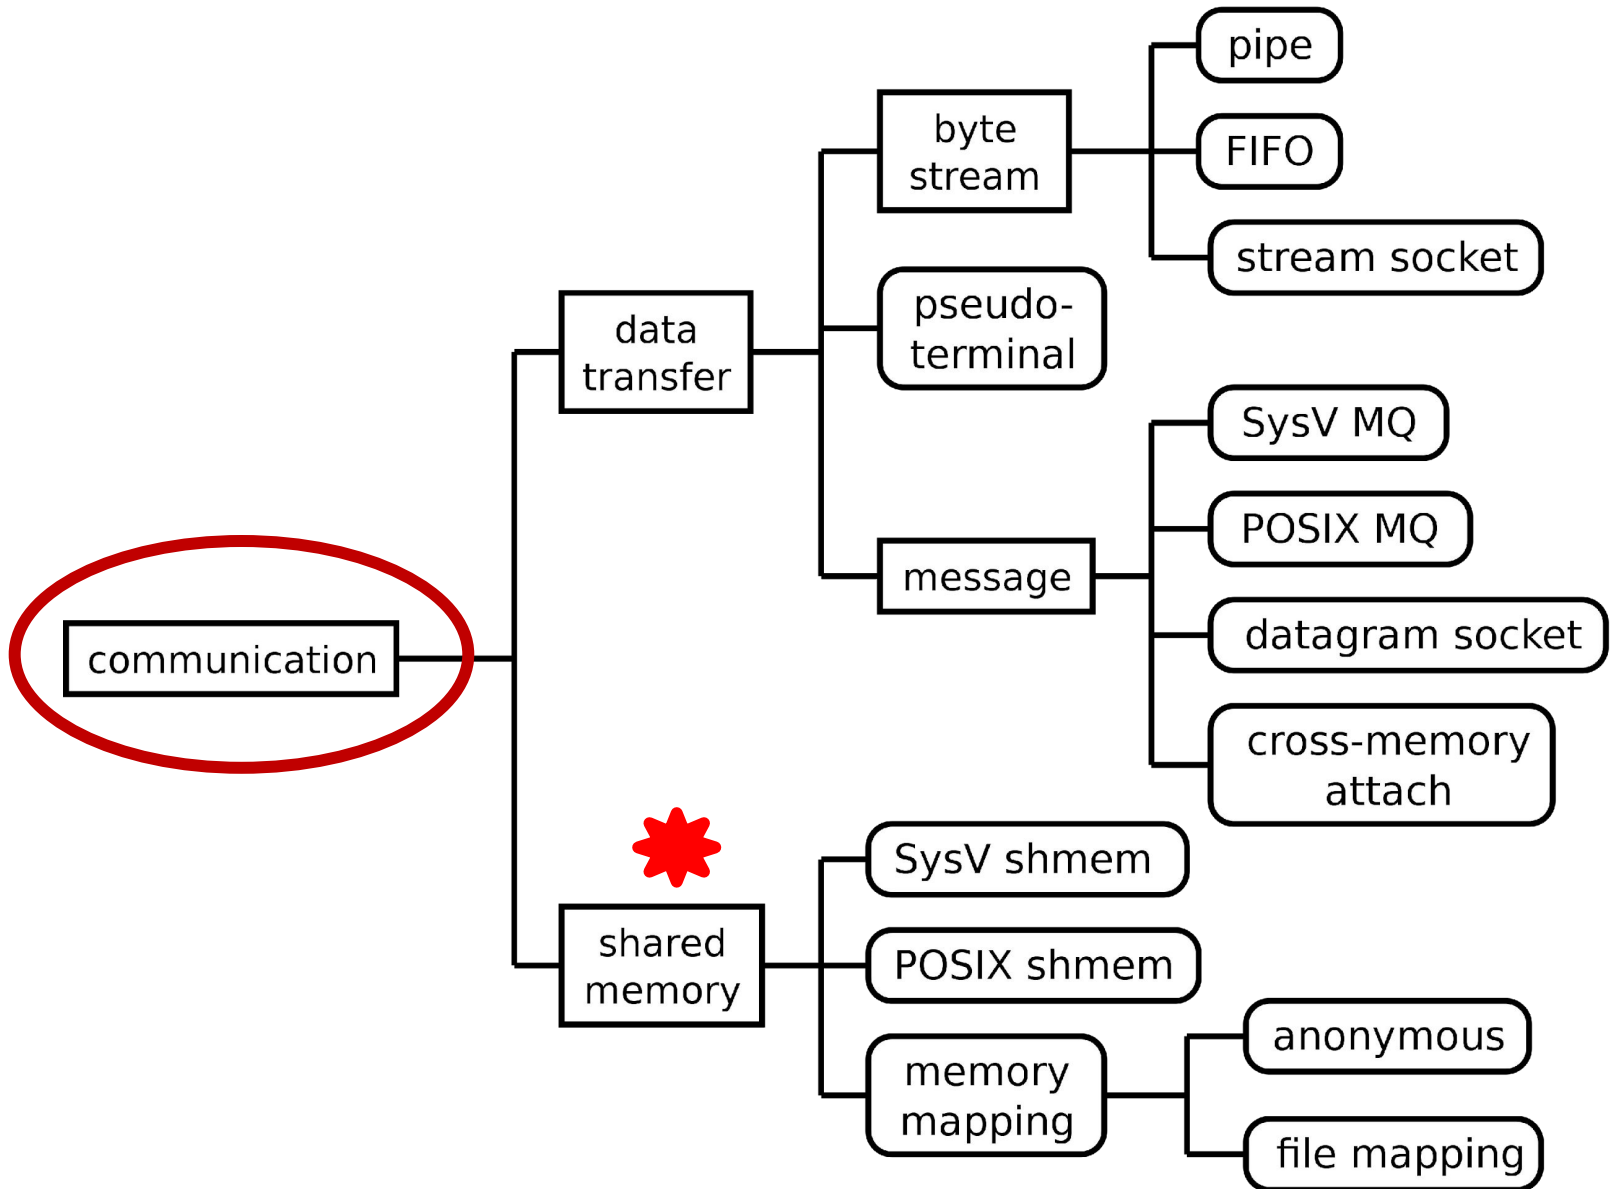 pipe
byte
stream
FIFO
stream socket
pseudo-
terminal
data
transfer
SysV MQ
POSIX MQ
message
datagram socket
communication
cross-memory
attach
SysV shmem
shared
memory
POSIX shmem
anonymous
memory
mapping
file mapping